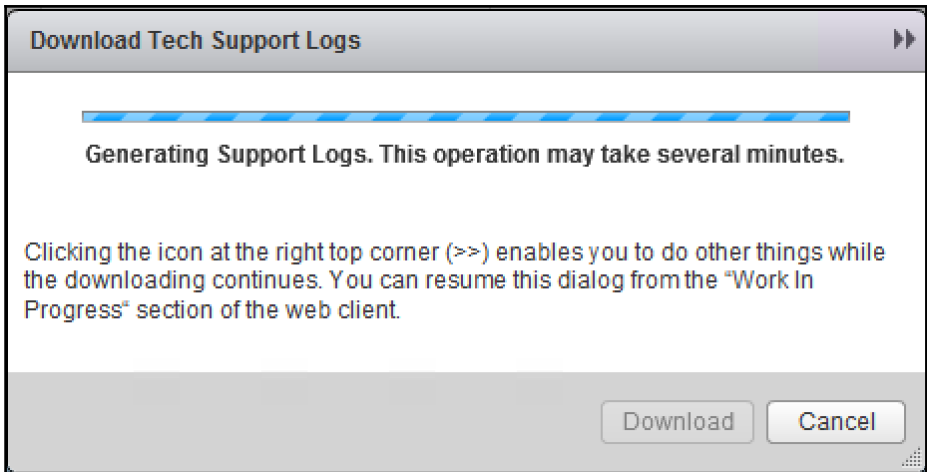 Download Tech Support Logs
Generating Support Logs. This operation may take several minutes.
Clicking the icon at the right top corner (>>) enables you to do other things while
the downloading continues. You can resume this dialog from the “Work In
Progress“ section of the web client.
Download
Cancel